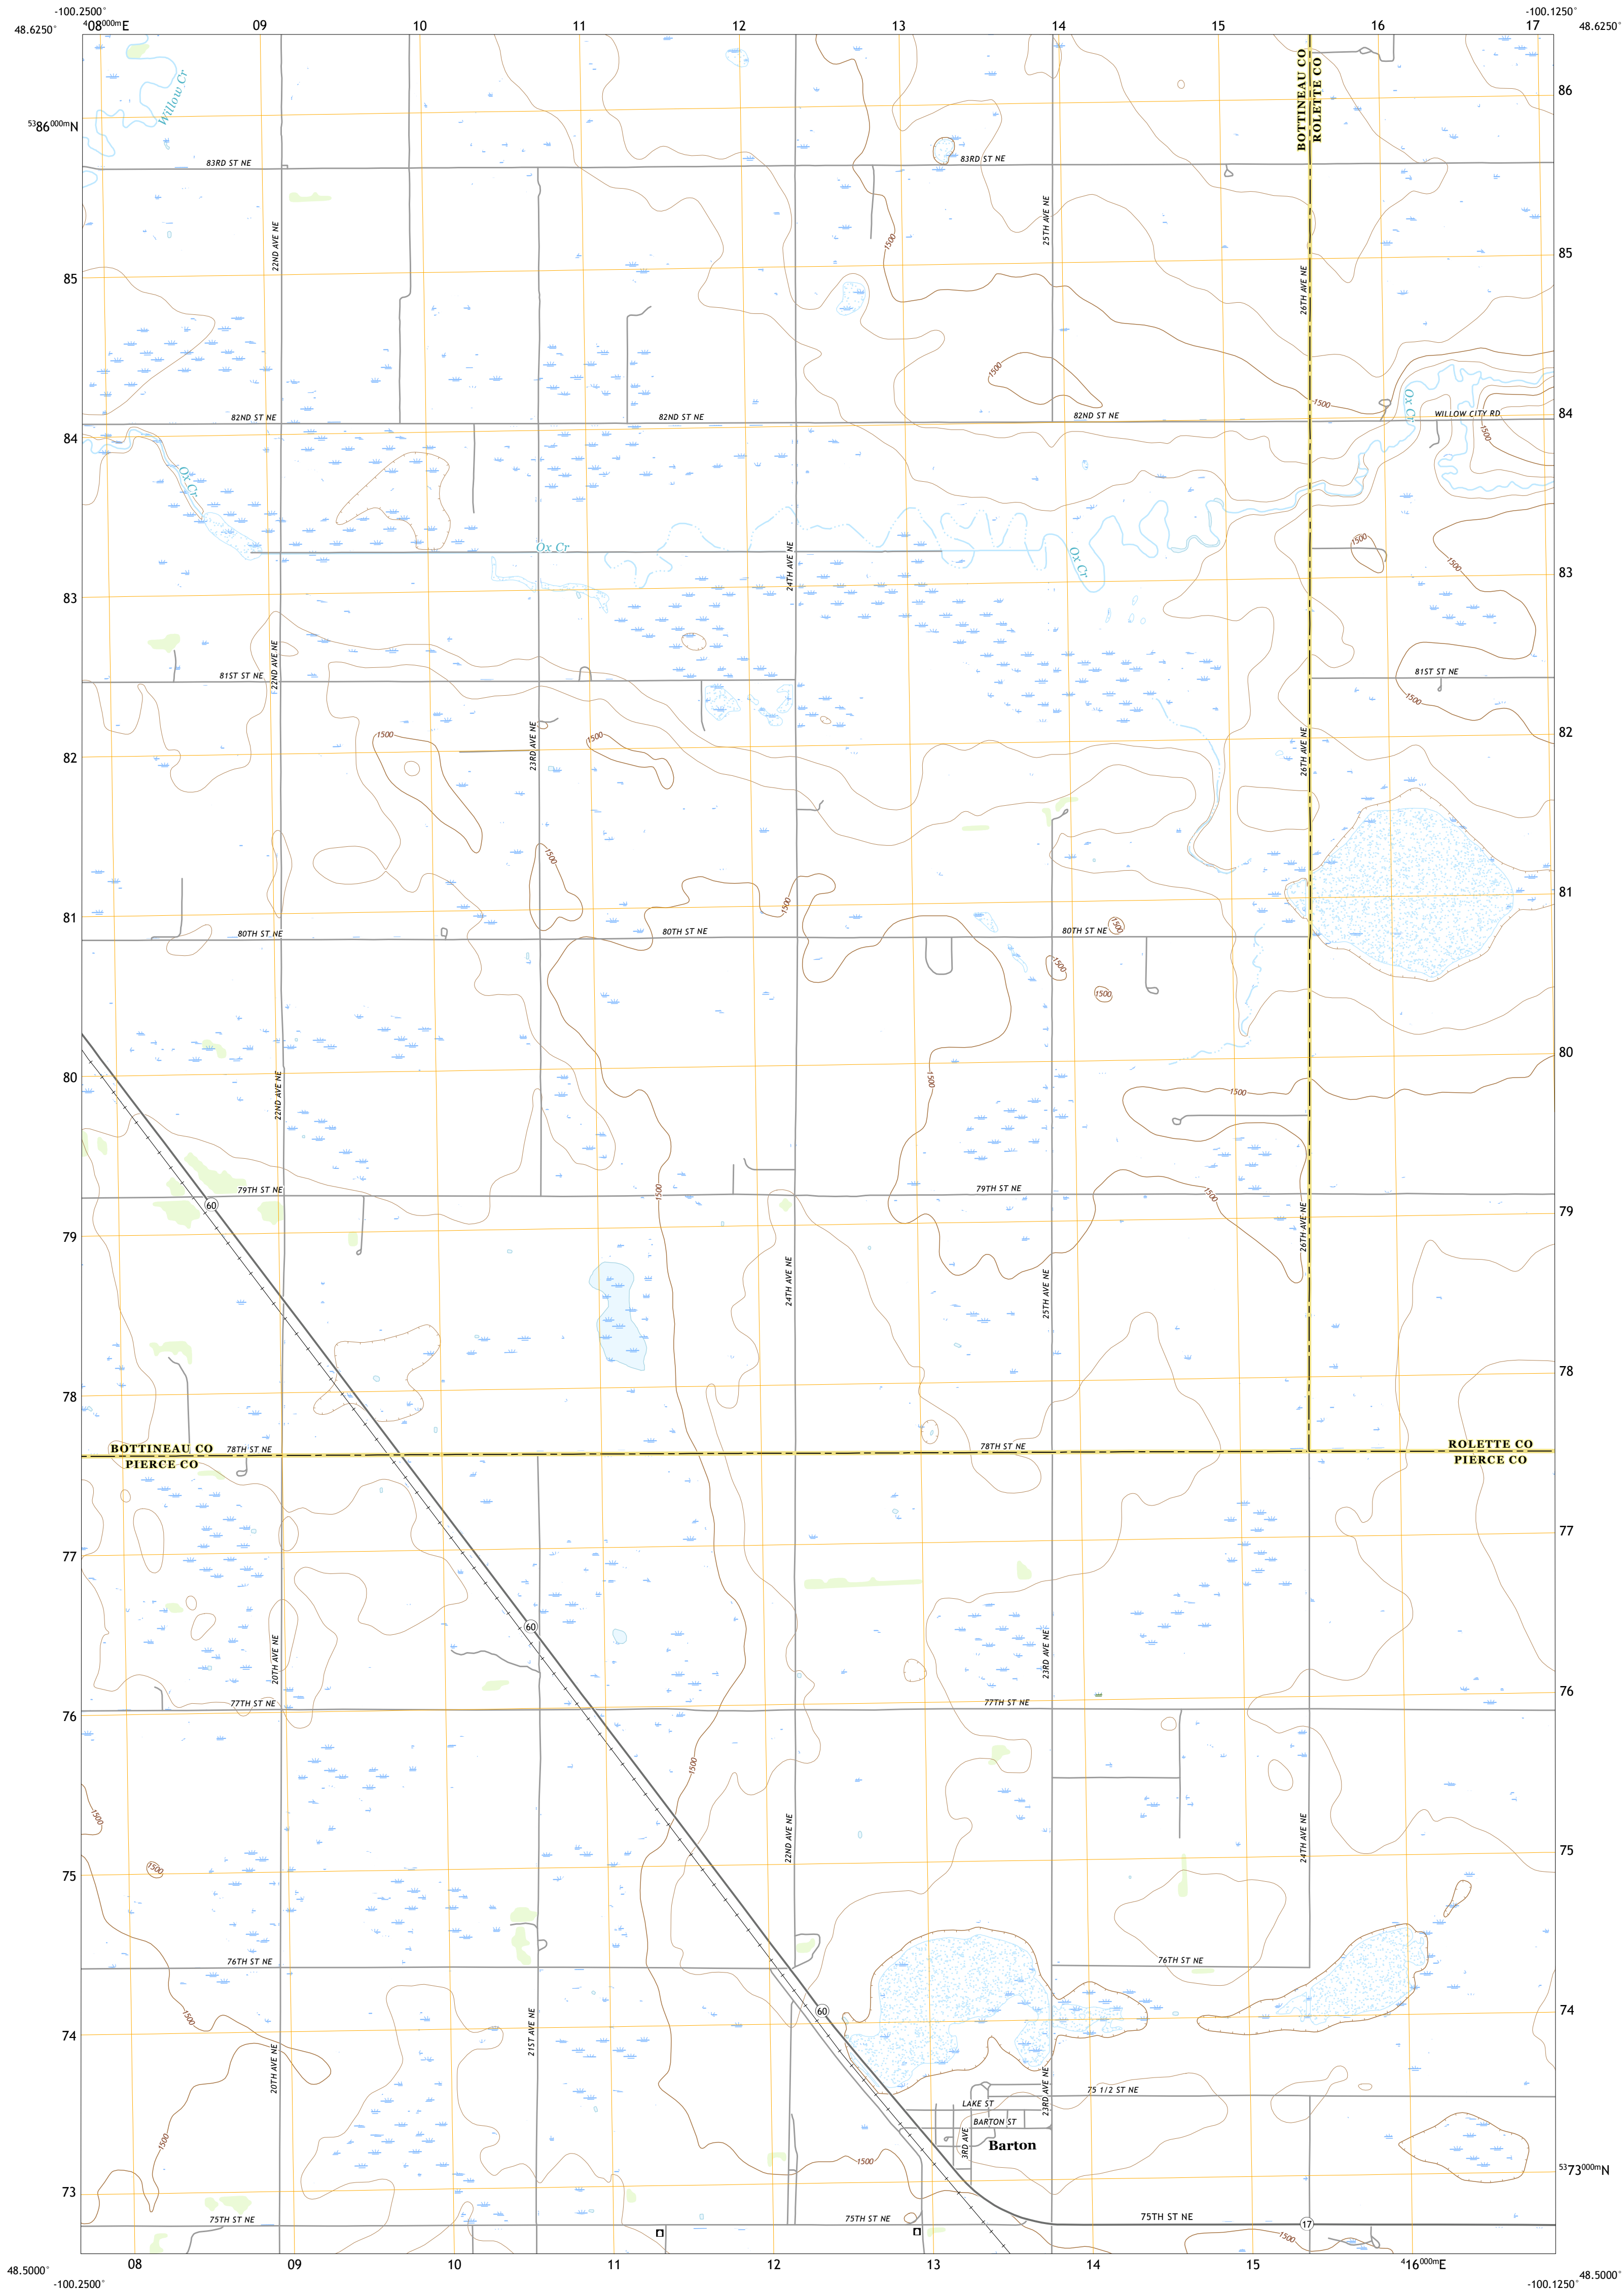 -100.2500°
-100.1250°
48.6250°
⁴08⁰⁰⁰ᵐE
09
10
11
12
13
14
15
16
17
48.6250°
Willow Cr
BOTTINEAU CO
ROLETTE CO
86
⁵³86⁰⁰⁰ᵐN
83RD ST NE
83RD ST NE
22ND AVE NE
25TH AVE NE
1500
85
85
26TH AVE NE
1500
1500
Ox Cr
82ND ST NE
82ND ST NE
82ND ST NE
WILLOW CITY RD
84
84
1500
Ox Cr
Ox Cr
24TH AVE NE
Ox Cr
1500
1500
83
83
22ND AVE NE
81ST ST NE
81ST ST NE
1500
1500
23RD AVE NE
1500
26TH AVE NE
82
82
1500
81
81
1500
80TH ST NE
80TH ST NE
80TH ST NE
1500
1500
1500
80
80
22ND AVE NE
1500
1500
79TH ST NE
1500
79TH ST NE
1500
60
26TH AVE NE
79
79
24TH AVE NE
25TH AVE NE
78
78
BOTTINEAU CO
PIERCE CO
78TH ST NE
78TH ST NE
ROLETTE CO
PIERCE CO
77
77
60
20TH AVE NE
23RD AVE NE
77TH ST NE
77TH ST NE
76
76
1500
1500
22ND AVE NE
24TH AVE NE
75
75
1500
76TH ST NE
76TH ST NE
1500
60
74
74
21ST AVE NE
20TH AVE NE
23RD AVE NE
75 1/2 ST NE
LAKE ST
BARTON ST
3RD AVE
Barton
1500
1500
⁵³73⁰⁰⁰ᵐN
73
75TH ST NE
75TH ST NE
75TH ST NE
17
1500
48.5000°
08
09
10
11
12
13
14
15
⁴16⁰⁰⁰ᵐE
48.5000°
-100.2500°
-100.1250°